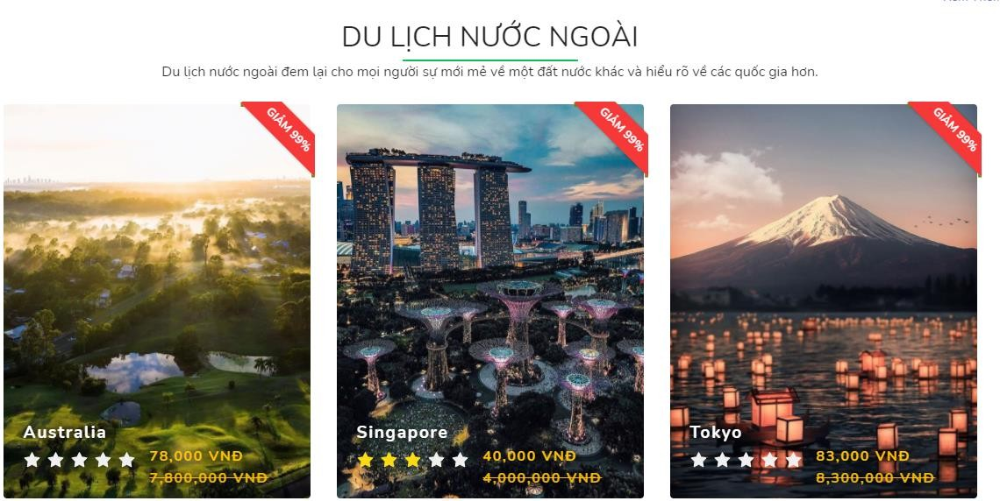 DU LỊCH NƯỚC NGOÀI
Du lịch nước ngoài đem lại cho mọi người sự mới mẻ về một đất nước khác và hiểu rõ về các quốc gia hơn.
GIẢM 99%
GIẢM 99%
GIẢM 99%
Australia
78,000 VNĐ
7,800,000 VNĐ
Singapore
40,000 VNĐ
4,000,000 VNĐ
Tokyo
83,000 VNĐ
8,300,000 VNĐ